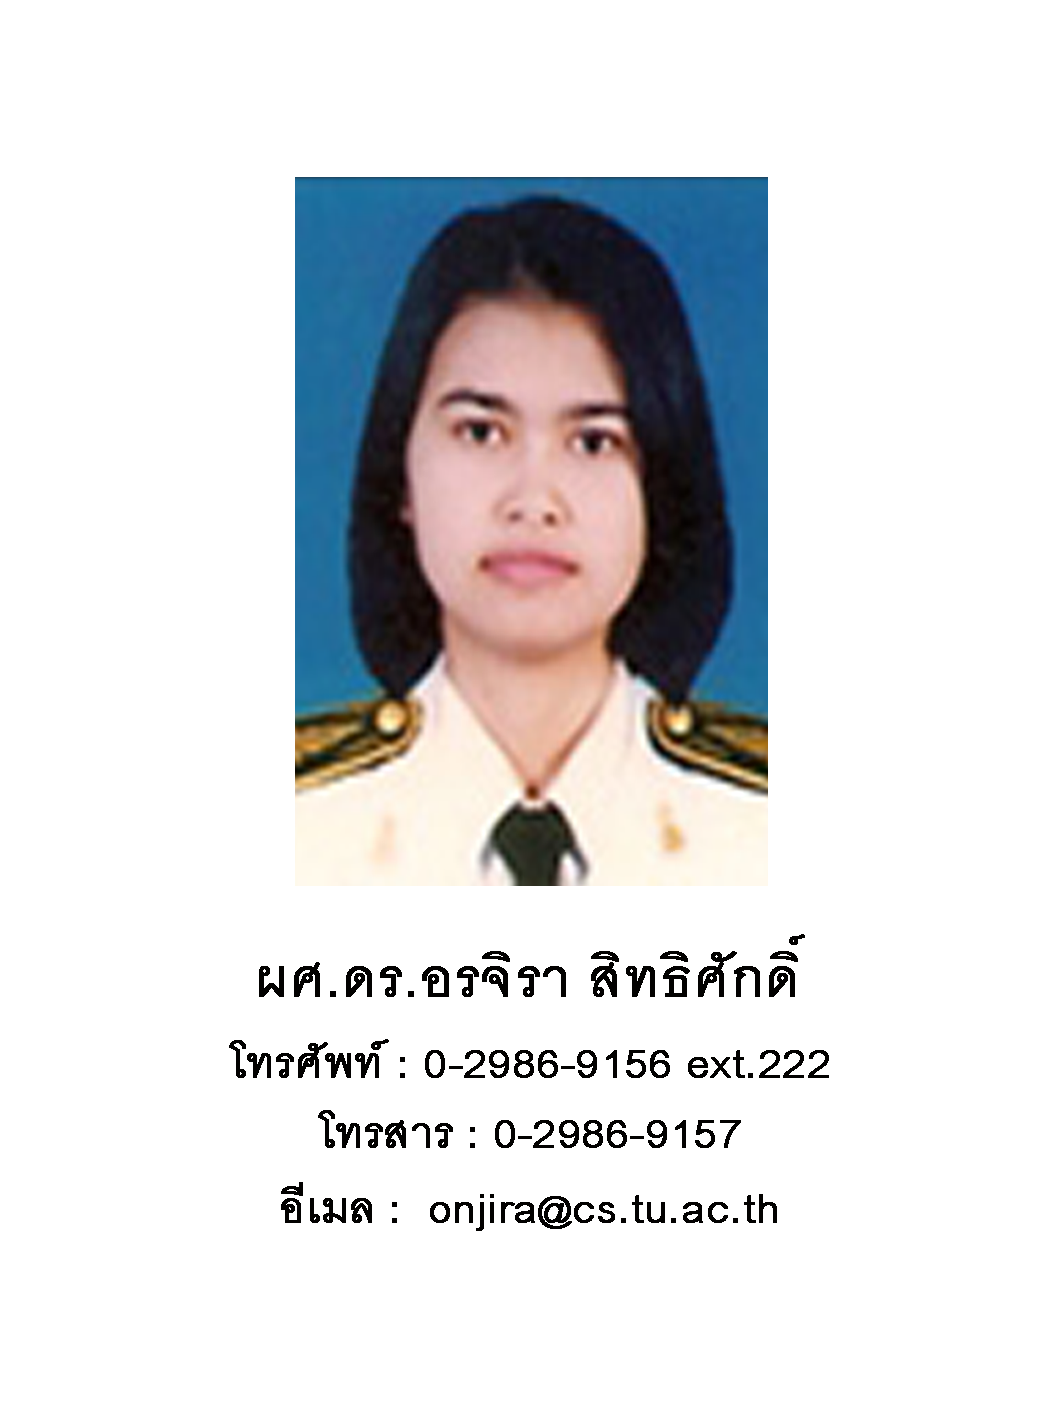 ผศ.ดร.อรจิรา สิทธิศักดิ์
โทรศัพท์ : 0-2986-9156 ext.222
โทรสาร : 0-2986-9157
อีเมล : onjira@cs.tu.ac.th